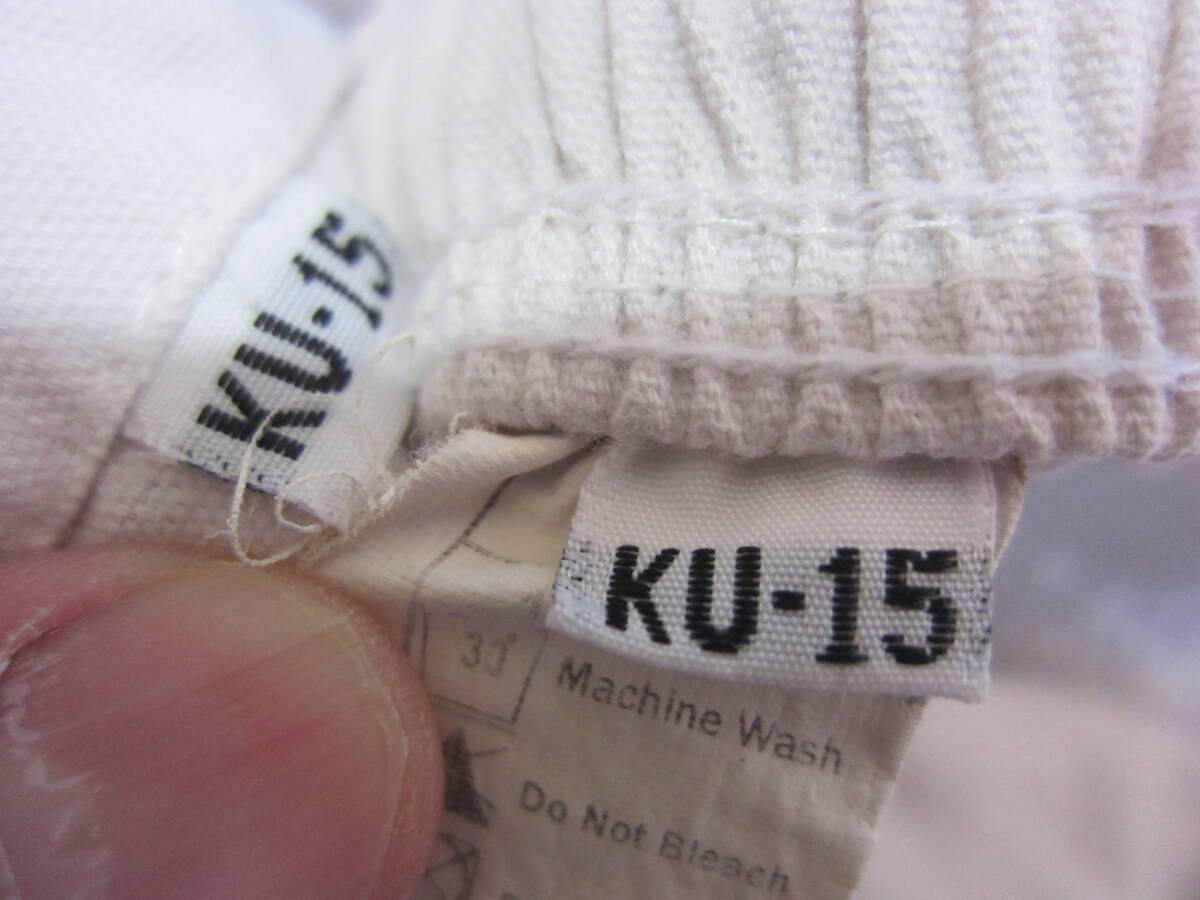 KU-15
KU-15
30°
Machine Wash
Do Not Bleach